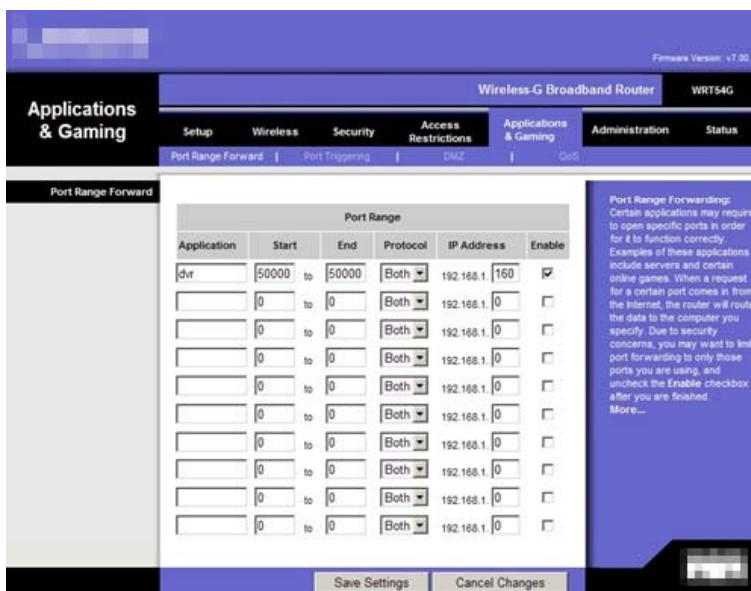 Firmware Version: v7.00.
Applications
& Gaming
Wireless-G Broadband Router
WRT54G
Setup
Wireless
Security
Access
Restrictions
Applications
& Gaming
Administration
Status
Port Range Forward | Port Triggering | DMZ | QoS
Port Range Forward
Port Range
Application Start End Protocol IP Address Enable
dvr 50000 to 50000 Both 192.168.1. 160
0 to 0 Both 192.168.1. 0
0 to 0 Both 192.168.1. 0
0 to 0 Both 192.168.1. 0
0 to 0 Both 192.168.1. 0
0 to 0 Both 192.168.1. 0
0 to 0 Both 192.168.1. 0
0 to 0 Both 192.168.1. 0
0 to 0 Both 192.168.1. 0
0 to 0 Both 192.168.1. 0
Port Range Forwarding:
Certain applications may require
to open specific ports in order
for it to function correctly.
Examples of these applications
include servers and certain
online games. When a request
for a certain port comes in from
the Internet, the router will route
the data to the computer you
specify. Due to security
concerns, you may want to limi
port forwarding to only those
ports you are using, and
uncheck the Enable checkbox
after you are finished.
More...
Save Settings
Cancel Changes